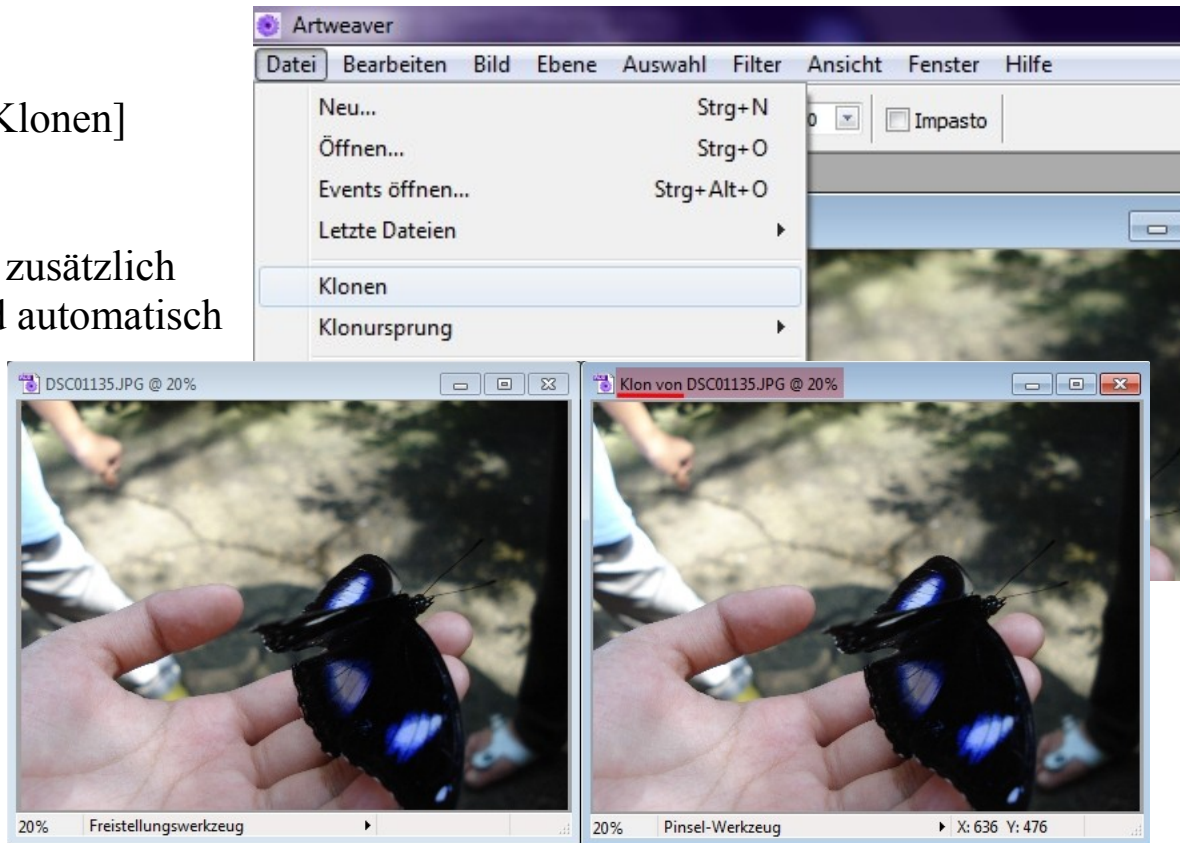 Artweaver
Datei Bearbeiten Bild Ebene Auswahl Filter Ansicht Fenster Hilfe
Klonen]
Neu... Strg+N
Impasto
Öffnen... Strg+O
Events öffnen... Strg+Alt+O
Letzte Dateien
zusätzlich
Klonen
automatisch
Klonursprung
DSC01135.JPG @ 20%
Klon von DSC01135.JPG @ 20%
20% Freistellungswerkzeug
20% Pinsel-Werkzeug X: 636 Y: 476